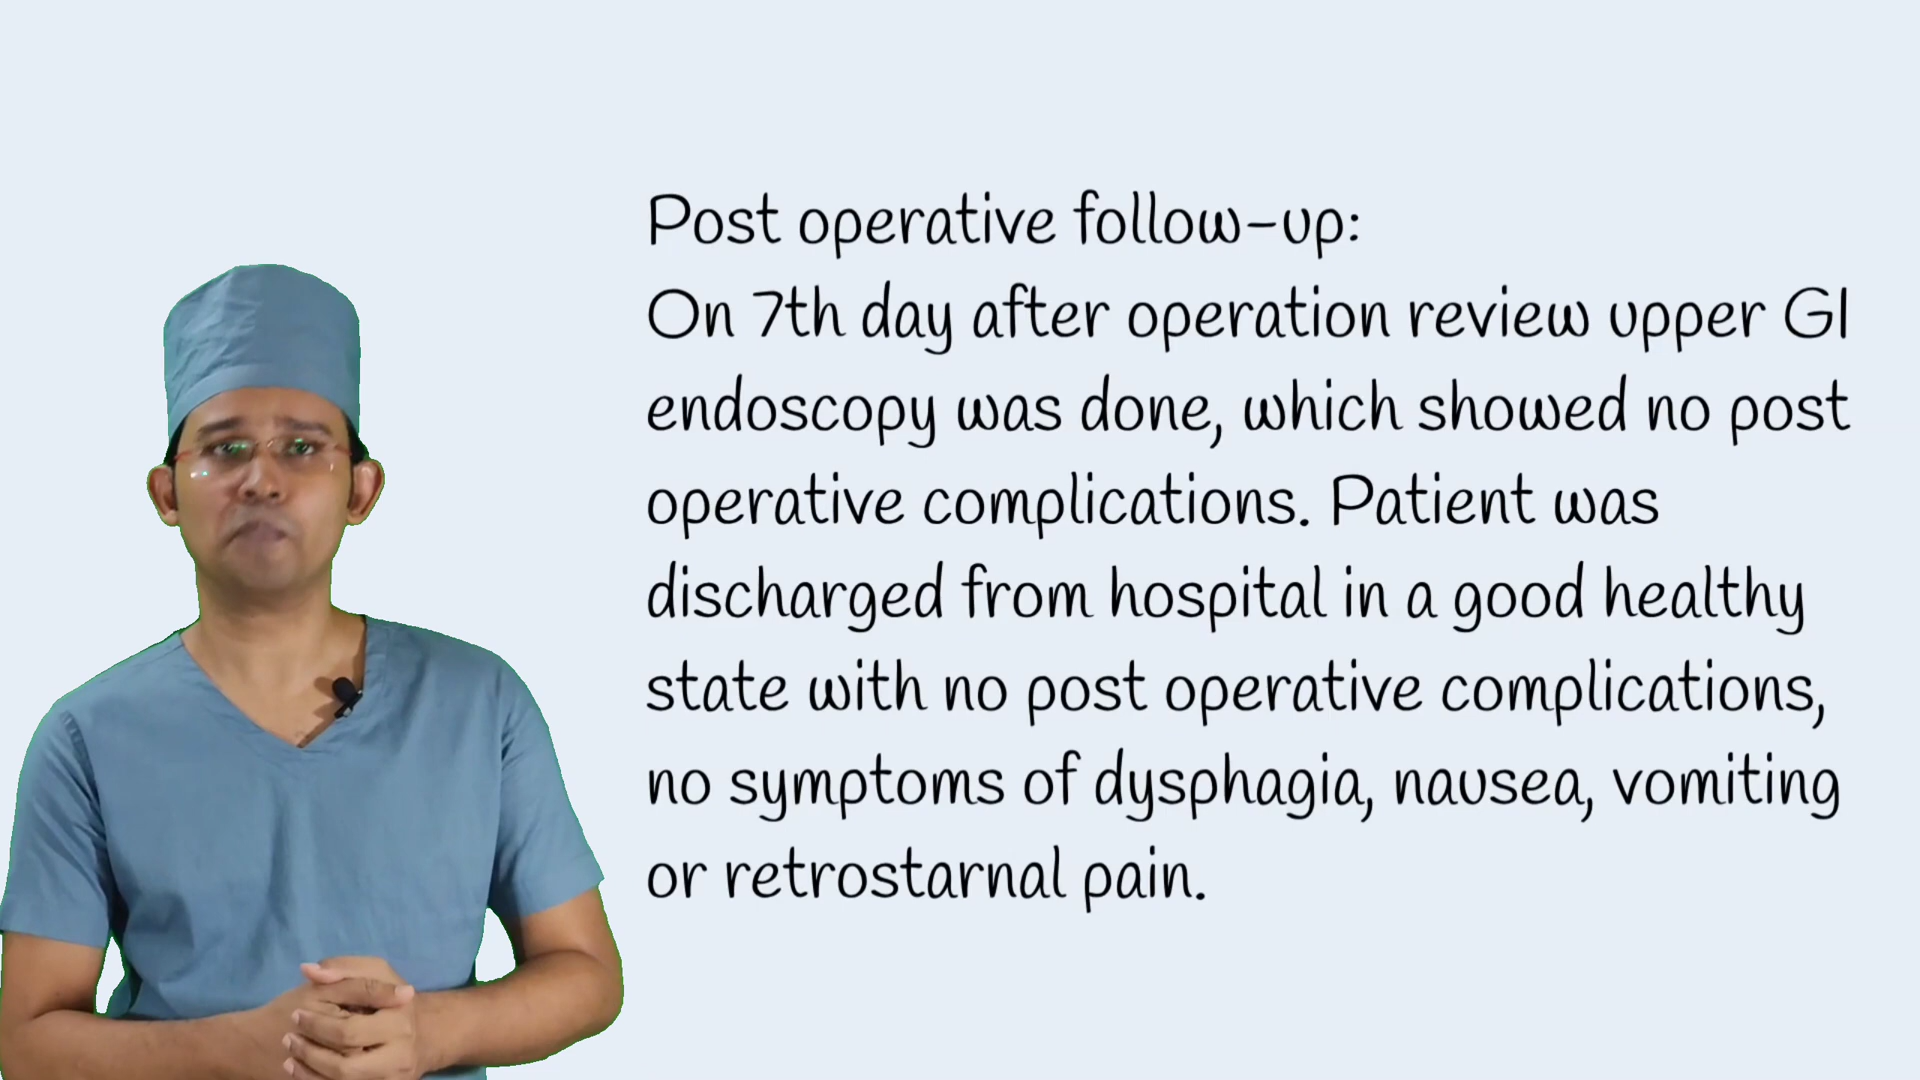 Post operative follow-up:
On 7th day after operation review upper GI
endoscopy was done, which showed no post
operative complications. Patient was
discharged from hospital in a good healthy
state with no post operative complications,
no symptoms of dysphagia, nausea, vomiting
or retrostarnal pain.